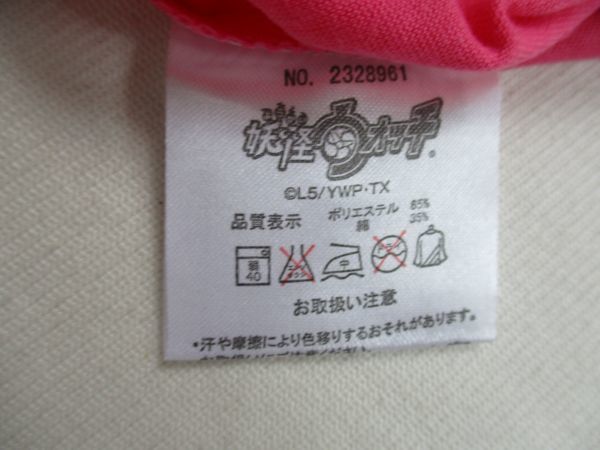 NO. 2328961
妖怪ウォッチ
©L5/YWP・TX
品質表示 ポリエステル 65%
綿 35%
弱 40 中
お取扱い注意
・汗や摩擦により色移りするおそれがあります。